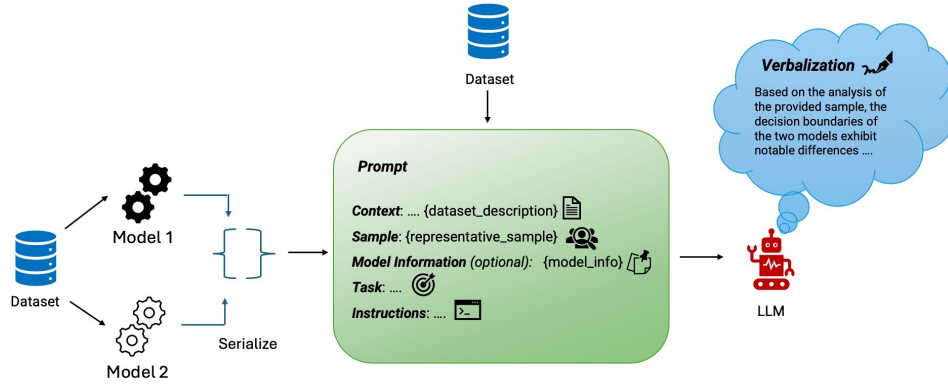 Dataset
Model 1
Dataset
Model 2
Serialize
Dataset
Prompt
Context: .... {dataset_description}
Sample: {representative_sample}
Model Information (optional): {model_info}
Task: ....
Instructions: ....
>_
LLM
Verbalization
Based on the analysis of
the provided sample, the
decision boundaries of
the two models exhibit
notable differences ....